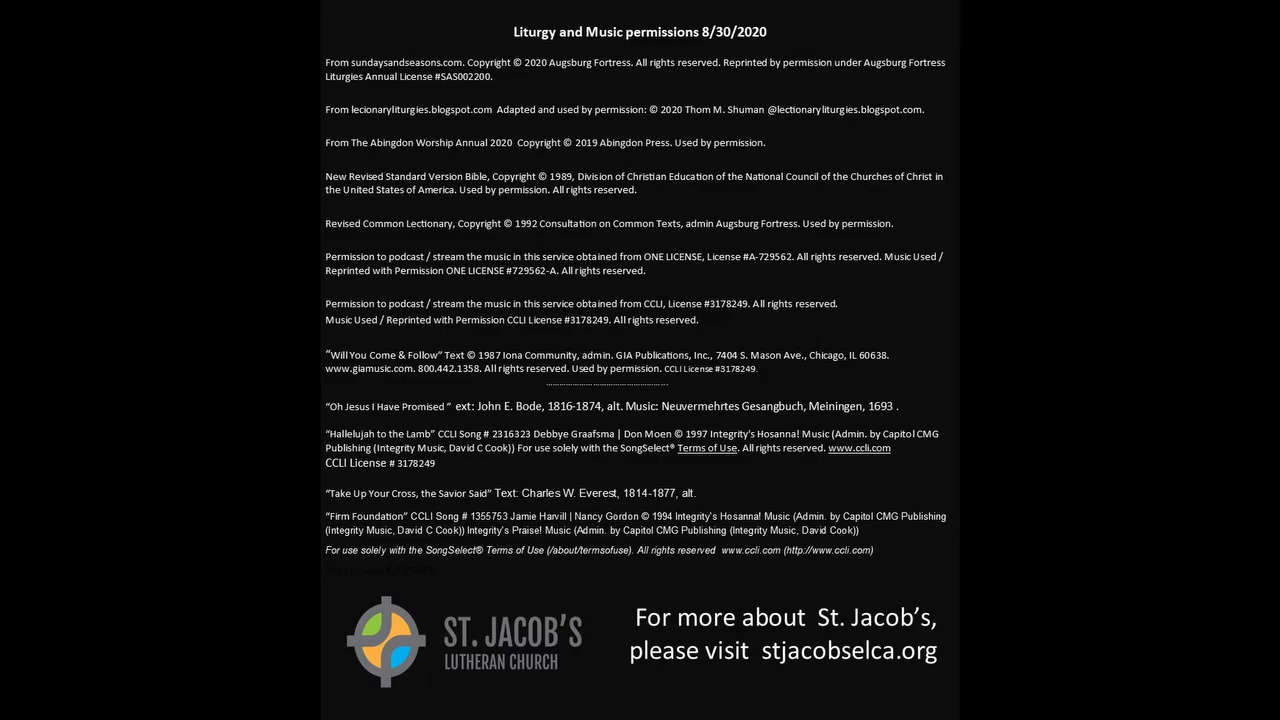 Liturgy and Music permissions 8/30/2020
From sundaysandseasons.com. Copyright © 2020 Augsburg Fortress. All rights reserved. Reprinted by permission under Augsburg Fortress
Liturgies Annual License #SAS002200.
From lecionaryliturgies.blogspot.com Adapted and used by permission: © 2020 Thom M. Shuman @lectionaryliturgies.blogspot.com.
From The Abingdon Worship Annual 2020 Copyright © 2019 Abingdon Press. Used by permission.
New Revised Standard Version Bible, Copyright © 1989, Division of Christian Education of the National Council of the Churches of Christ in
the United States of America. Used by permission. All rights reserved.
Revised Common Lectionary, Copyright © 1992 Consultation on Common Texts, admin Augsburg Fortress. Used by permission.
Permission to podcast / stream the music in this service obtained from ONE LICENSE, License #A-729562. All rights reserved. Music Used /
Reprinted with Permission ONE LICENSE #729562-A. All rights reserved.
Permission to podcast / stream the music in this service obtained from CCLI, License #3178249. All rights reserved.
Music Used / Reprinted with Permission CCLI License #3178249. All rights reserved.
“Will You Come & Follow” Text © 1987 Iona Community, admin. GIA Publications, Inc., 7404 S. Mason Ave., Chicago, IL 60638.
www.giamusic.com. 800.442.1358. All rights reserved. Used by permission. CCLI License #3178249.
“Oh Jesus I Have Promised ” ext: John E. Bode, 1816-1874, alt. Music: Neuvermehrtes Gesangbuch, Meiningen, 1693 .
“Hallelujah to the Lamb” CCLI Song # 2316323 Debbye Graafsma | Don Moen © 1997 Integrity's Hosanna! Music (Admin. by Capitol CMG
Publishing (Integrity Music, David C Cook)) For use solely with the SongSelect® Terms of Use. All rights reserved. www.ccli.com
CCLI License # 3178249
“Take Up Your Cross, the Savior Said” Text: Charles W. Everest, 1814-1877, alt.
“Firm Foundation” CCLI Song # 1355753 Jamie Harvill | Nancy Gordon © 1994 Integrity's Hosanna! Music (Admin. by Capitol CMG Publishing
(Integrity Music, David C Cook)) Integrity's Praise! Music (Admin. by Capitol CMG Publishing (Integrity Music, David Cook))
For use solely with the SongSelect® Terms of Use (/about/termsofuse). All rights reserved www.ccli.com (http://www.ccli.com)
ST. JACOB'S
LUTHERAN CHURCH
For more about St. Jacob’s,
please visit stjacobselca.org